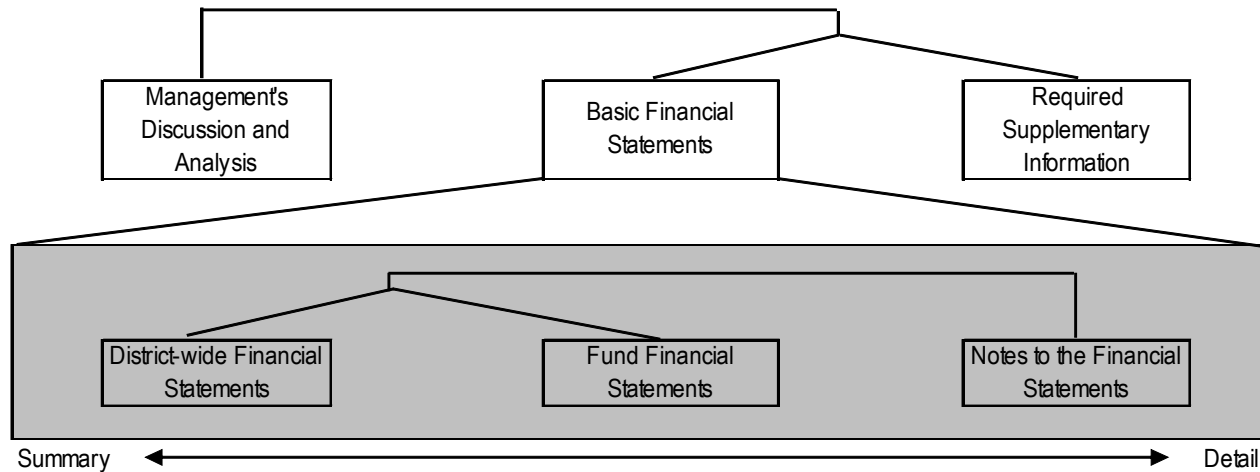 Management's
Discussion and
Analysis
Basic Financial
Statements
Required
Supplementary
Information
District-wide Financial
Statements
Fund Financial
Statements
Notes to the Financial
Statements
Summary
Detail